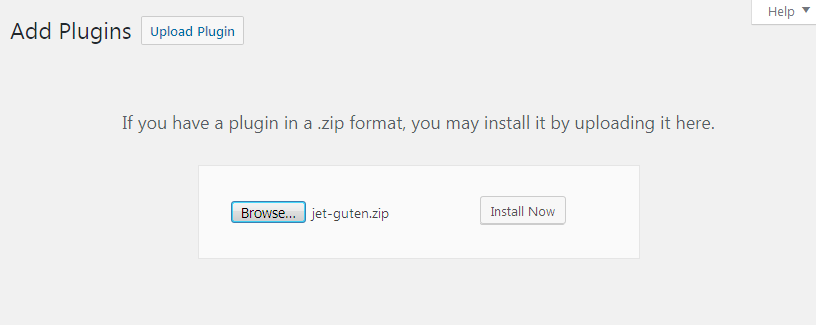 Help
Add Plugins Upload Plugin
If you have a plugin in a .zip format, you may install it by uploading it here.
Browse... jet-guten.zip Install Now